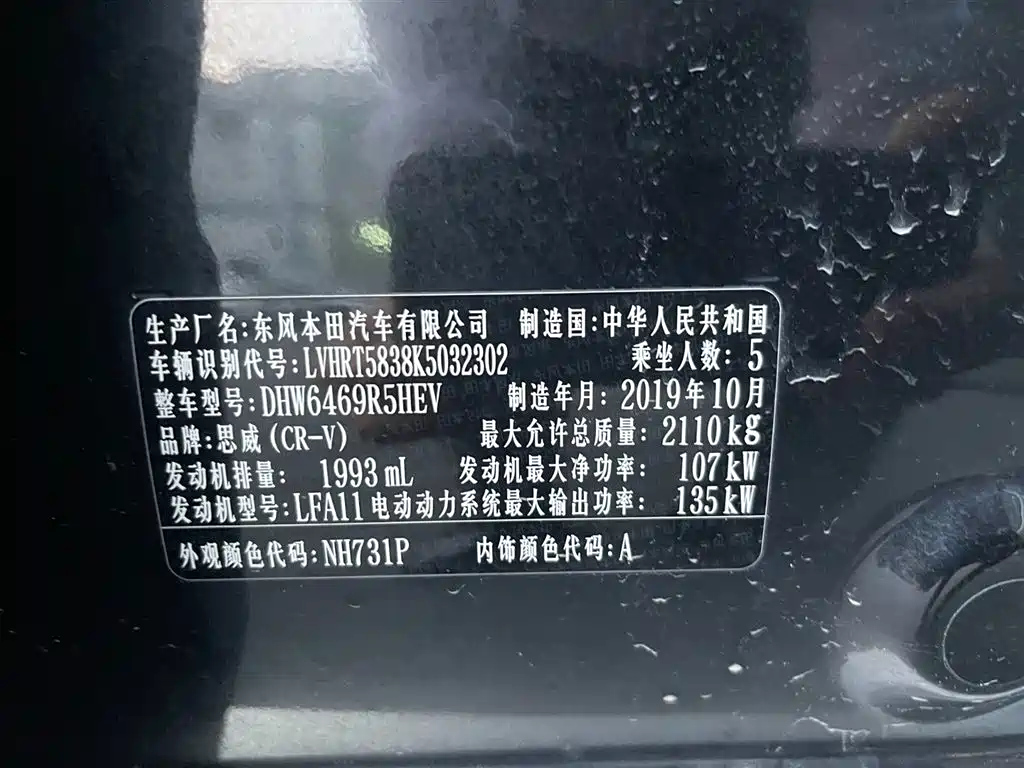 生产厂名:东风本田汽车有限公司 制造国:中华人民共和国
车辆识别代号:LVHRT5838K5032302 乘坐人数: 5
整车型号:DHW6469R5HEV 制造年月: 2019年10月
品牌:思威(CR-V) 最大允许总质量: 2110kg
发动机排量: 1993mL 发动机最大净功率: 107kW
发动机型号:LFA11 电动动力系统最大输出功率: 135kW
外观颜色代码:NH731P 内饰颜色代码:A